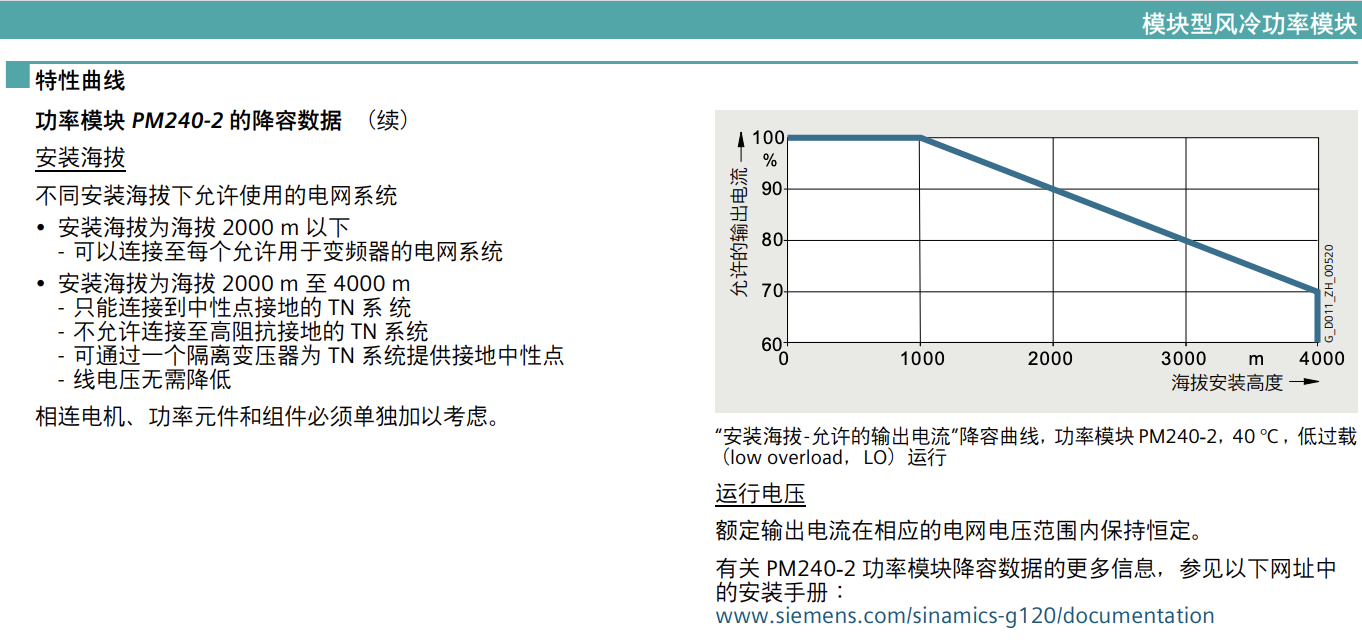 模块型风冷功率模块
特性曲线
功率模块 PM240-2 的降容数据 （续）
安装海拔
不同安装海拔下允许使用的电网系统
• 安装海拔为海拔 2000 m 以下
- 可以连接至每个允许用于变频器的电网系统
• 安装海拔为海拔 2000 m 至 4000 m
- 只能连接到中性点接地的 TN 系 统
- 不允许连接至高阻抗接地的 TN 系统
- 可通过一个隔离变压器为 TN 系统提供接地中性点
- 线电压无需降低
相连电机、功率元件和组件必须单独加以考虑。
允许的输出电流
100
%
90
80
70
60
0
1000
2000
3000
m
4000
海拔安装高度
G_D011_ZH_00520
“安装海拔-允许的输出电流”降容曲线，功率模块 PM240-2，40 °C，低过载
（low overload，LO）运行
运行电压
额定输出电流在相应的电网电压范围内保持恒定。
有关 PM240-2 功率模块降容数据的更多信息，参见以下网址中
的安装手册：
www.siemens.com/sinamics-g120/documentation